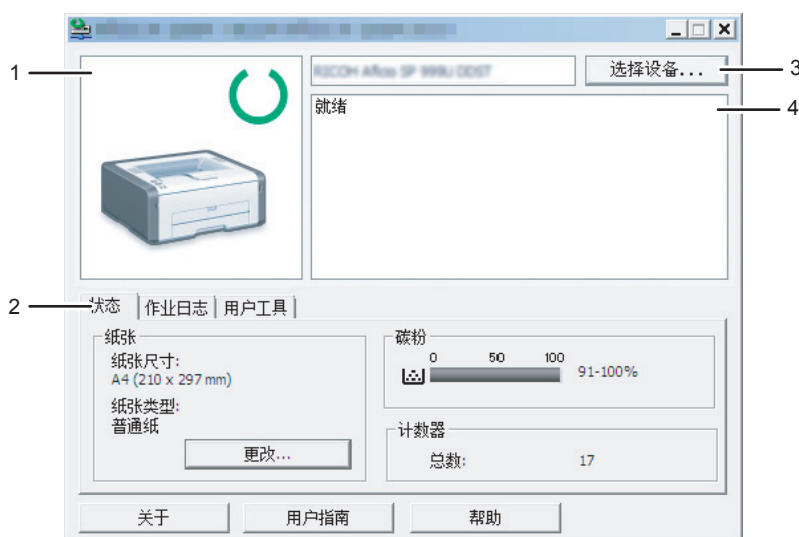 1
3
选择设备...
就绪
4
2
状态
作业日志
用户工具
纸张
纸张尺寸:
A4 (210 x 297 mm)
纸张类型:
普通纸
更改...
碳粉
0 50 100
91-100%
计数器
总数: 17
关于
用户指南
帮助